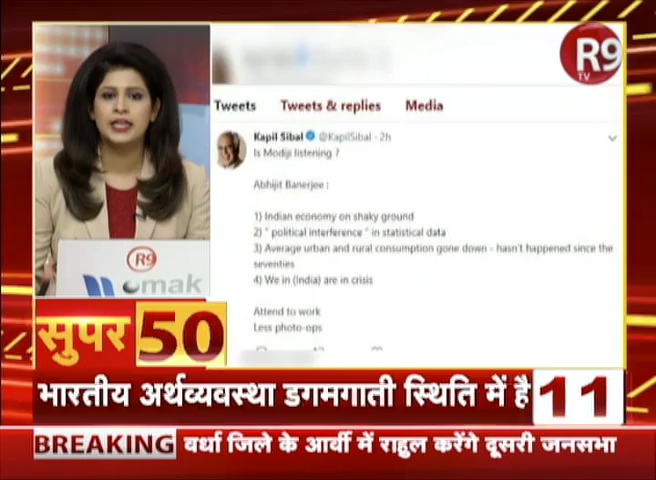 R9
TV
Tweets Tweets & replies Media
Kapil Sibal @KapilSibal · 2h
Is Modiji listening ?
Abhijit Banerjee :
1) Indian economy on shaky ground
2) " political interference " in statistical data
3) Average urban and rural consumption gone down - hasn't happened since the
seventies
4) We in (India) are in crisis
Attend to work
Less photo-ops
R9
omak
सुपर 50
भारतीय अर्थव्यवस्था डगमगाती स्थिति में है 11
BREAKING वर्धा जिले के आर्वी में राहुल करेंगे दूसरी जनसभा